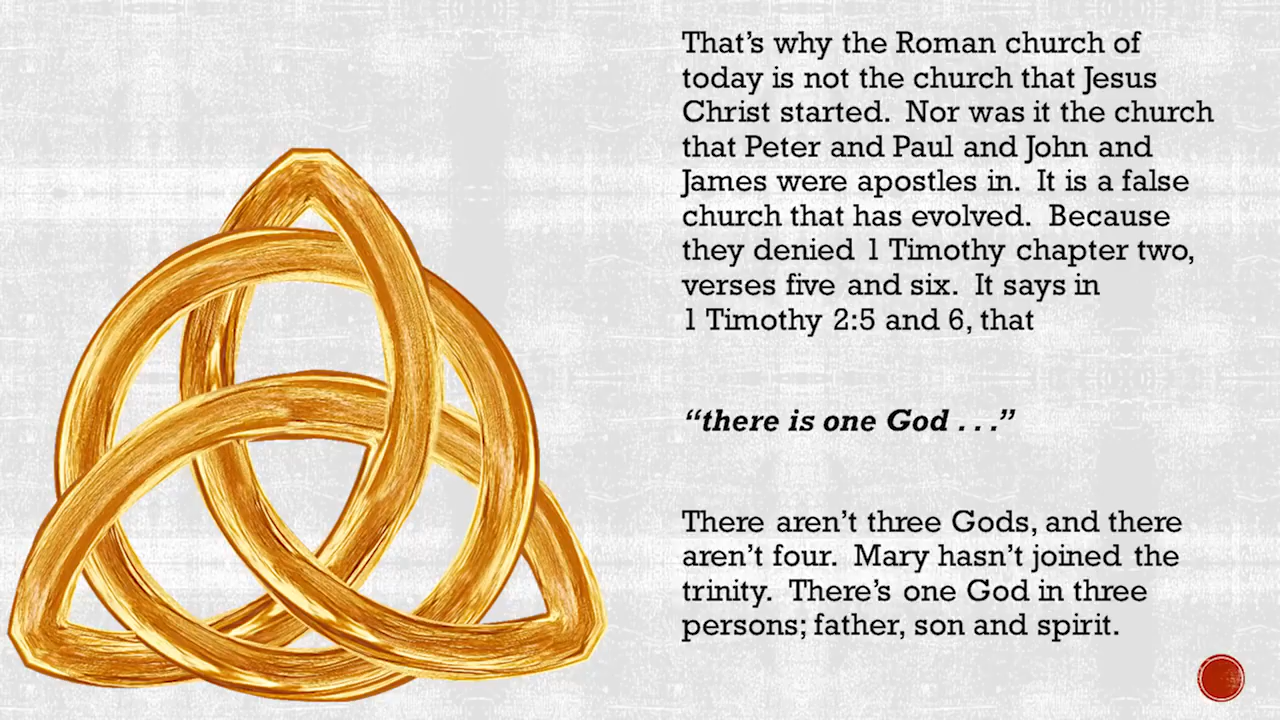 That’s why the Roman church of
today is not the church that Jesus
Christ started.  Nor was it the church
that Peter and Paul and John and
James were apostles in.  It is a false
church that has evolved.  Because
they denied 1 Timothy chapter two,
verses five and six.  It says in
1 Timothy 2:5 and 6, that
“there is one God . . .”
There aren’t three Gods, and there
aren’t four.  Mary hasn’t joined the
trinity.  There’s one God in three
persons; father, son and spirit.